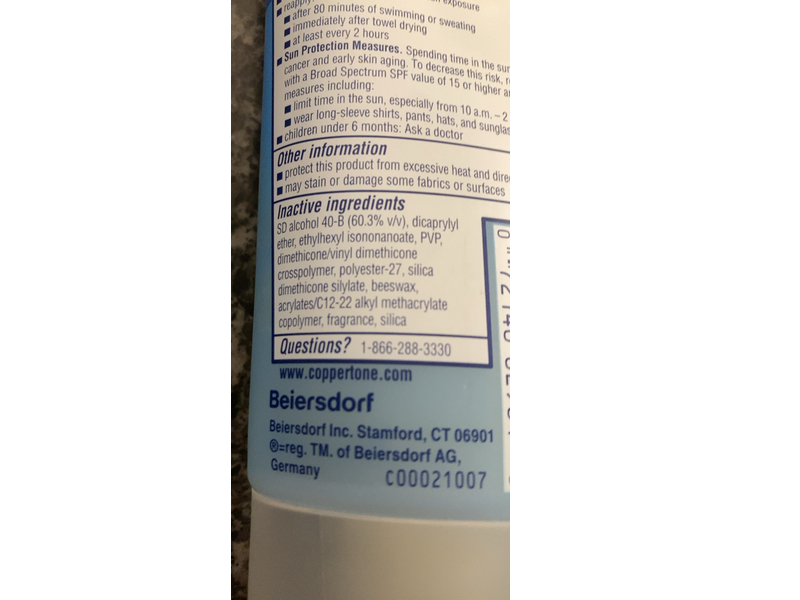 exposure
■ after 80 minutes of swimming or sweating
■ immediately after towel drying
■ at least every 2 hours
■ Sun Protection Measures. Spending time in the sun
cancer and early skin aging. To decrease this risk,
with a Broad Spectrum SPF value of 15 or higher
measures including:
■ limit time in the sun, especially from 10 a.m. – 2
■ wear long-sleeve shirts, pants, hats, and
■ children under 6 months: Ask a doctor
Other information
■ protect this product from excessive heat and
■ may stain or damage some fabrics or surfaces
Inactive ingredients
SD alcohol 40-B (60.3% v/v), dicaprylyl
ether, ethylhexyl isononanoate, PVP,
dimethicone/vinyl dimethicone
crosspolymer, polyester-27, silica
dimethicone silylate, beeswax,
acrylates/C12-22 alkyl methacrylate
copolymer, fragrance, silica
Questions? 1-866-288-3330
www.coppertone.com
Beiersdorf
Beiersdorf Inc. Stamford, CT 06901
®=reg. TM. of Beiersdorf AG,
Germany
C00021007